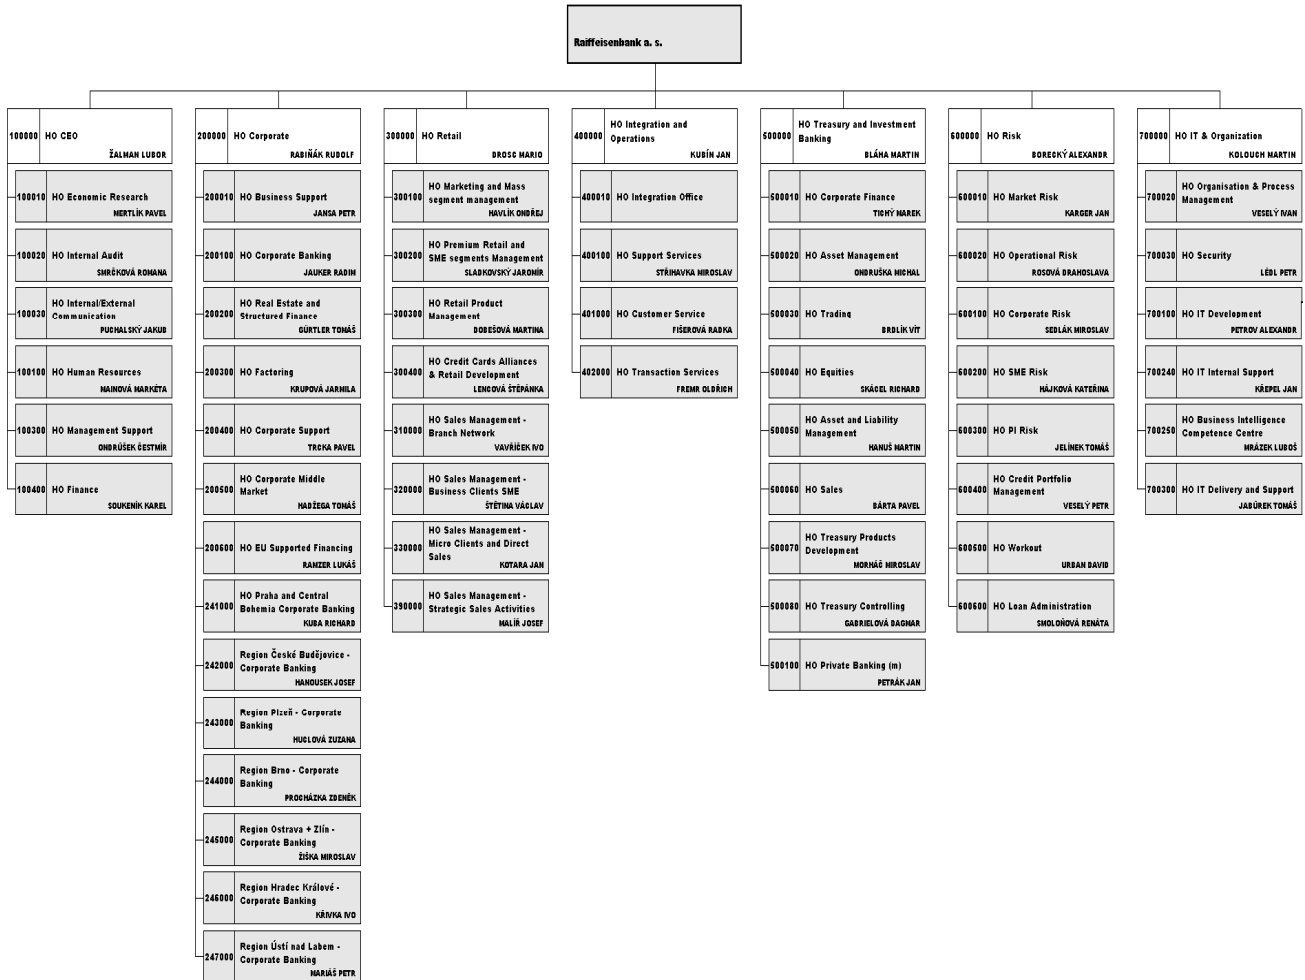 Raiffeisenbank a. s.
100000 HO CEO
ŽALMAN LUBOR
100010 HO Economic Research
MERTLÍK PAVEL
100020 HO Internal Audit
SMRČKOVÁ ROMANA
100030 HO Internal/External
Communication
PUCHALSKÝ JAKUB
100100 HO Human Resources
MAINOVÁ MARKÉTA
100300 HO Management Support
ONDRŮŠEK ČESTMÍR
100400 HO Finance
SOUKENÍK KAREL
200000 HO Corporate
RABIŇÁK RUDOLF
200010 HO Business Support
JANSA PETR
200100 HO Corporate Banking
JAUKER RADIM
200200 HO Real Estate and
Structured Finance
GÜRTLER TOMÁŠ
200300 HO Factoring
KRUPOVÁ JARMILA
200400 HO Corporate Support
TRCKA PAVEL
200500 HO Corporate Middle
Market
HADŽEGA TOMÁŠ
200600 HO EU Supported Financing
RAMZER LUKÁŠ
241000 HO Praha and Central
Bohemia Corporate Banking
KUBA RICHARD
242000 Region České Budějovice -
Corporate Banking
HANOUSEK JOSEF
243000 Region Plzeň - Corporate
Banking
HUCLOVÁ ZUZANA
244000 Region Brno - Corporate
Banking
PROCHÁZKA ZDENĚK
245000 Region Ostrava + Zlín -
Corporate Banking
ŽIŠKA MIROSLAV
246000 Region Hradec Králové -
Corporate Banking
KŘIVKA IVO
247000 Region Ústí nad Labem -
Corporate Banking
MARIÁŠ PETR
300000 HO Retail
DROSC MARIO
300100 HO Marketing and Mass
segment management
HAVLÍK ONDŘEJ
300200 HO Premium Retail and
SME segments Management
SLADKOVSKÝ JAROMÍR
300300 HO Retail Product
Management
DOBEŠOVÁ MARTINA
300400 HO Credit Cards Alliances
& Retail Development
LENCOVÁ ŠTĚPÁNKA
310000 HO Sales Management -
Branch Network
VAVŘÍČEK IVO
320000 HO Sales Management -
Business Clients SME
ŠTĚTINA VÁCLAV
330000 HO Sales Management -
Micro Clients and Direct
Sales
KOTARA JAN
390000 HO Sales Management -
Strategic Sales Activities
MALÍŘ JOSEF
400000 HO Integration and
Operations
KUBÍN JAN
400010 HO Integration Office
400100 HO Support Services
STŘIHAVKA MIROSLAV
401000 HO Customer Service
FIŠEROVÁ RADKA
402000 HO Transaction Services
FREMR OLDŘICH
500000 HO Treasury and Investment
Banking
BLÁHA MARTIN
500010 HO Corporate Finance
TICHÝ MAREK
500020 HO Asset Management
ONDRUŠKA MICHAL
500030 HO Trading
BRDLÍK VÍT
500040 HO Equities
SKÁCEL RICHARD
500050 HO Asset and Liability
Management
HANUŠ MARTIN
500060 HO Sales
BÁRTA PAVEL
500070 HO Treasury Products
Development
MORHÁČ MIROSLAV
500080 HO Treasury Controlling
GABRIELOVÁ DAGMAR
500100 HO Private Banking (m)
PETRÁK JAN
600000 HO Risk
BORECKÝ ALEXANDR
600010 HO Market Risk
KARGER JAN
600020 HO Operational Risk
ROSOVÁ DRAHOSLAVA
600100 HO Corporate Risk
SEDLÁK MIROSLAV
600200 HO SME Risk
HÁJKOVÁ KATEŘINA
600300 HO PI Risk
JELÍNEK TOMÁŠ
600400 HO Credit Portfolio
Management
VESELÝ PETR
600500 HO Workout
URBAN DAVID
600600 HO Loan Administration
SMOLOŇOVÁ RENÁTA
700000 HO IT & Organization
KOLOUCH MARTIN
700020 HO Organisation & Process
Management
VESELÝ IVAN
700030 HO Security
LÉDL PETR
700100 HO IT Development
PETROV ALEXANDR
700240 HO IT Internal Support
KŘEPEL JAN
700250 HO Business Intelligence
Competence Centre
MRÁZEK LUBOŠ
700300 HO IT Delivery and Support
JABŮREK TOMÁŠ